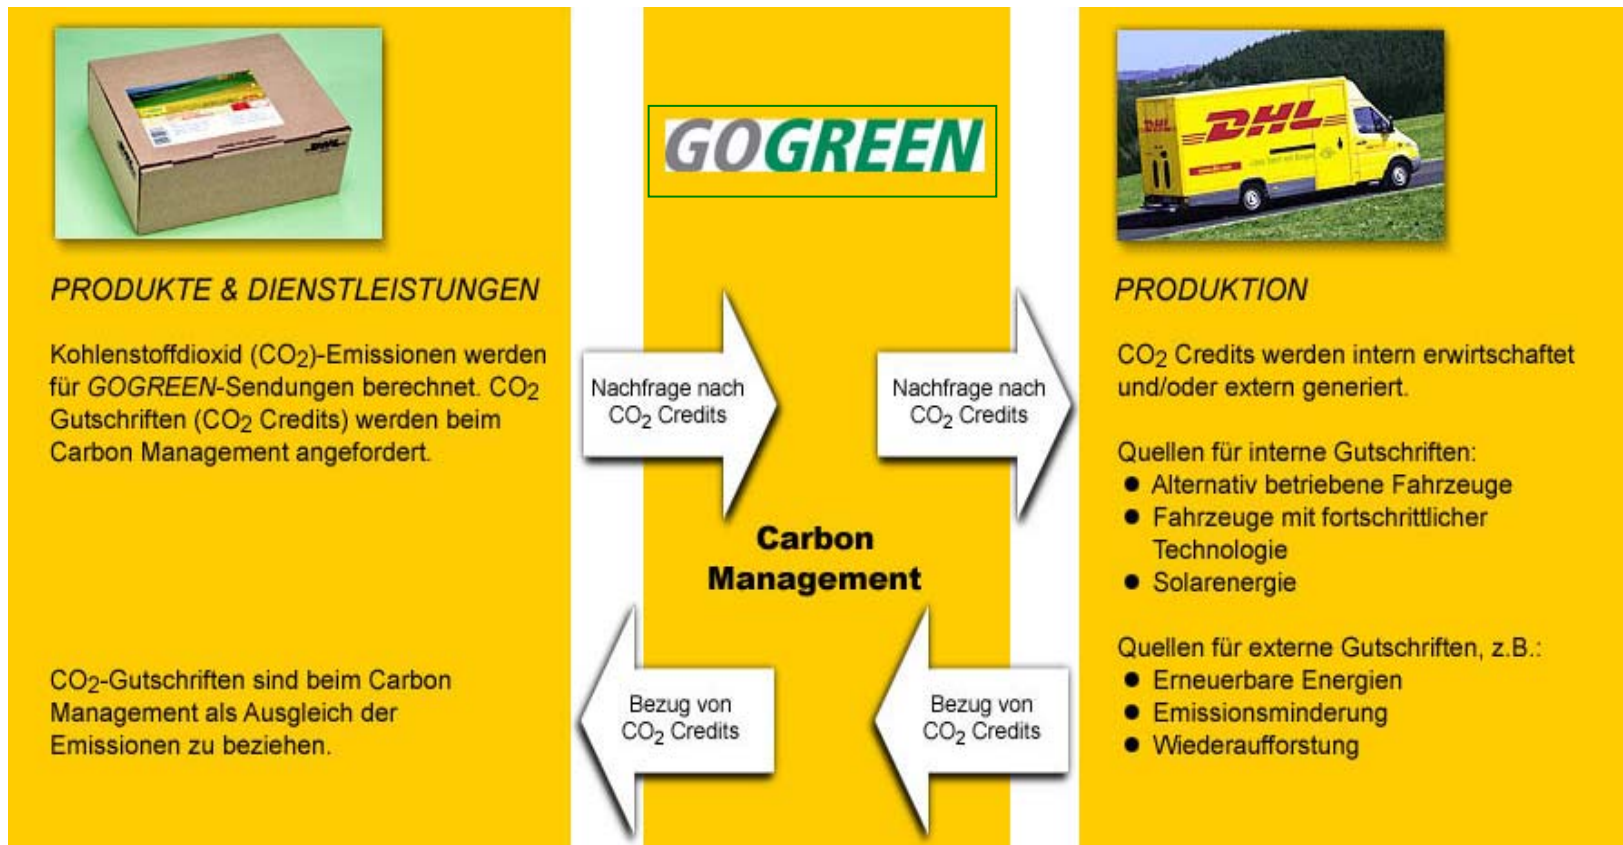 GOGREEN
DHL
DHL
DHL
PRODUKTE & DIENSTLEISTUNGEN
Kohlenstoffdioxid (CO2)-Emissionen werden
für GOGREEN-Sendungen berechnet. CO2
Gutschriften (CO2 Credits) werden beim
Carbon Management angefordert.
CO2-Gutschriften sind beim Carbon
Management als Ausgleich der
Emissionen zu beziehen.
Nachfrage nach
CO2 Credits
Nachfrage nach
CO2 Credits
Carbon
Management
Bezug von
CO2 Credits
Bezug von
CO2 Credits
PRODUKTION
CO2 Credits werden intern erwirtschaftet
und/oder extern generiert.
Quellen für interne Gutschriften:
● Alternativ betriebene Fahrzeuge
● Fahrzeuge mit fortschrittlicher
Technologie
● Solarenergie
Quellen für externe Gutschriften, z.B.:
● Erneuerbare Energien
● Emissionsminderung
● Wiederaufforstung